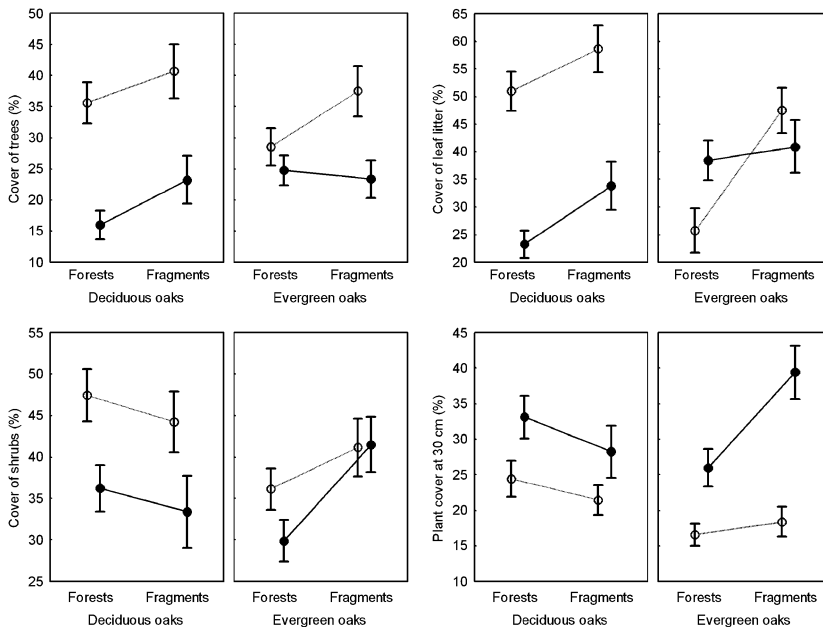 Cover of trees (%)
50
45
40
35
30
25
20
15
10
Forests Fragments
Deciduous oaks
Forests Fragments
Evergreen oaks
Cover of leaf litter (%)
65
60
55
50
45
40
35
30
25
20
Forests Fragments
Deciduous oaks
Forests Fragments
Evergreen oaks
Cover of shrubs (%)
55
50
45
40
35
30
25
Forests Fragments
Deciduous oaks
Forests Fragments
Evergreen oaks
Plant cover at 30 cm (%)
45
40
35
30
25
20
15
10
Forests Fragments
Deciduous oaks
Forests Fragments
Evergreen oaks